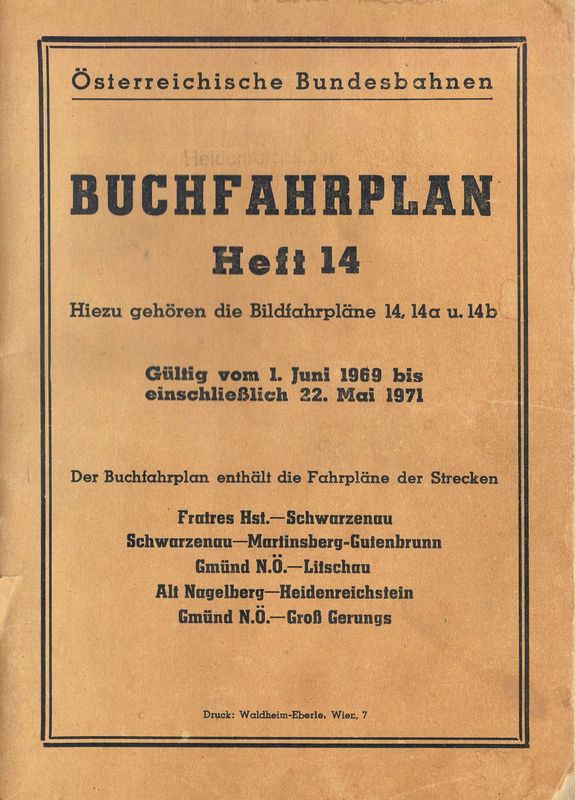 Österreichische Bundesbahnen
BUCHFAHRPLAN
Heft 14
Hiezu gehören die Bildfahrpläne 14, 14a u. 14b
Gültig vom 1. Juni 1969 bis
einschließlich 22. Mai 1971
Der Buchfahrplan enthält die Fahrpläne der Strecken
Fratres Hst.—Schwarzenau
Schwarzenau—Martinsberg-Gutenbrunn
Gmünd N.Ö.—Litschau
Alt Nagelberg—Heidenreichstein
Gmünd N.Ö.—Groß Gerungs
Druck: Waldheim-Eberle, Wien, 7